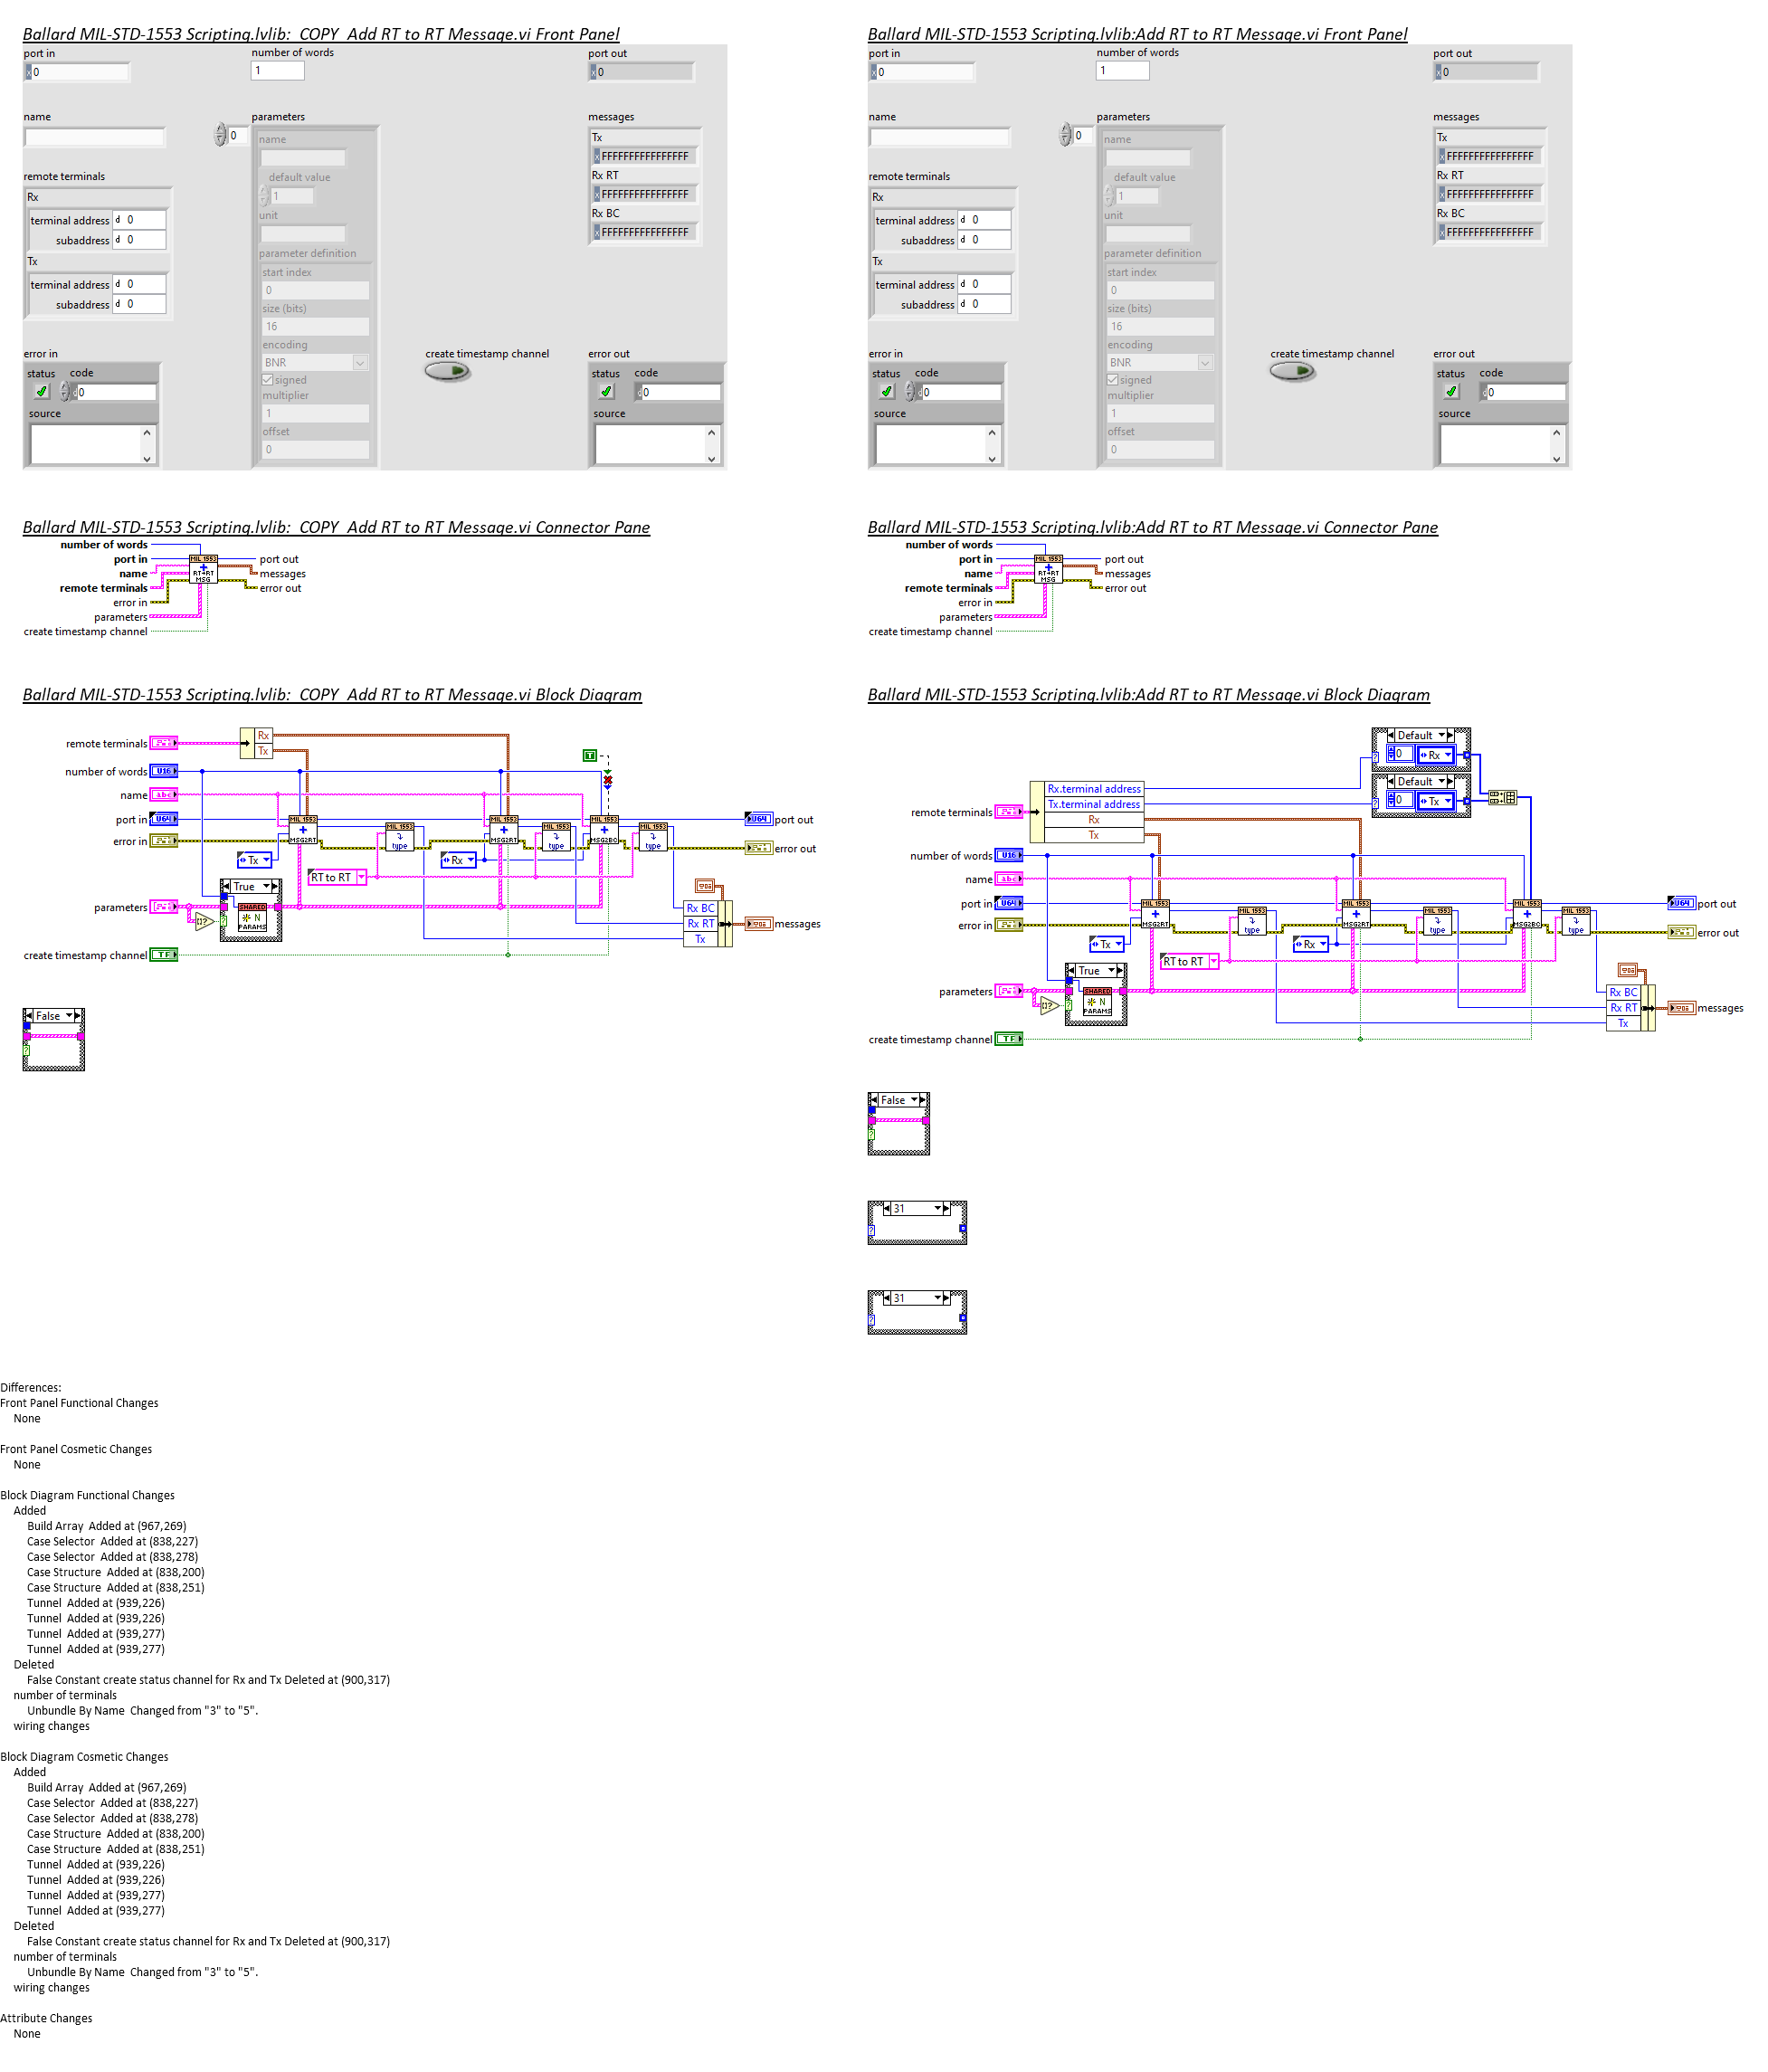 Ballard MIL-STD-1553 Scripting.lvlib:  COPY  Add RT to RT Message.vi Front Panel
port in
x 0
number of words
1
port out
x 0
name
0
parameters
name
default value
1
unit
parameter definition
start index
0
size (bits)
16
encoding
BNR
signed
multiplier
1
offset
0
messages
Tx
x FFFFFFFFFFFFFFFF
Rx RT
x FFFFFFFFFFFFFFFF
Rx BC
x FFFFFFFFFFFFFFFF
remote terminals
Rx
terminal address d 0
subaddress d 0
Tx
terminal address d 0
subaddress d 0
error in
status code
0
source
create timestamp channel
error out
status code
0
source
Ballard MIL-STD-1553 Scripting.lvlib:Add RT to RT Message.vi Front Panel
port in
x 0
number of words
1
port out
x 0
name
0
parameters
name
default value
1
unit
parameter definition
start index
0
size (bits)
16
encoding
BNR
signed
multiplier
1
offset
0
messages
Tx
x FFFFFFFFFFFFFFFF
Rx RT
x FFFFFFFFFFFFFFFF
Rx BC
x FFFFFFFFFFFFFFFF
remote terminals
Rx
terminal address d 0
subaddress d 0
Tx
terminal address d 0
subaddress d 0
error in
status code
0
source
create timestamp channel
error out
status code
0
source
Ballard MIL-STD-1553 Scripting.lvlib:  COPY  Add RT to RT Message.vi Connector Pane
number of words
port in
name
remote terminals
error in
parameters
create timestamp channel
MIL 1553
RT→RT
MSG
port out
messages
error out
Ballard MIL-STD-1553 Scripting.lvlib:Add RT to RT Message.vi Connector Pane
number of words
port in
name
remote terminals
error in
parameters
create timestamp channel
MIL 1553
RT→RT
MSG
port out
messages
error out
Ballard MIL-STD-1553 Scripting.lvlib:  COPY  Add RT to RT Message.vi Block Diagram
remote terminals
Rx
Tx
T
number of words U16
name abc
port in U64
error in
MIL 1553
MSG2RT
MIL 1553
type
MIL 1553
MSG2RT
MIL 1553
type
MIL 1553
MSG2BC
MIL 1553
type
U64 port out
error out
Tx
Rx
RT to RT
True
parameters
SHARED
N
PARAMS
Rx BC
Rx RT
Tx
messages
create timestamp channel TF
False
Ballard MIL-STD-1553 Scripting.lvlib:Add RT to RT Message.vi Block Diagram
Default
0 Rx
Default
0 Tx
remote terminals
Rx.terminal address
Tx.terminal address
Rx
Tx
number of words U16
name abc
port in U64
error in
MIL 1553
MSG2RT
MIL 1553
type
MIL 1553
MSG2RT
MIL 1553
type
MIL 1553
MSG2BC
MIL 1553
type
U64 port out
error out
Tx
Rx
RT to RT
True
parameters
SHARED
N
PARAMS
Rx BC
Rx RT
Tx
messages
create timestamp channel TF
False
31
31
Differences:
Front Panel Functional Changes
None
Front Panel Cosmetic Changes
None
Block Diagram Functional Changes
Added
Build Array  Added at (967,269)
Case Selector  Added at (838,227)
Case Selector  Added at (838,278)
Case Structure  Added at (838,200)
Case Structure  Added at (838,251)
Tunnel  Added at (939,226)
Tunnel  Added at (939,226)
Tunnel  Added at (939,277)
Tunnel  Added at (939,277)
Deleted
False Constant create status channel for Rx and Tx Deleted at (900,317)
number of terminals
Unbundle By Name  Changed from "3" to "5".
wiring changes
Block Diagram Cosmetic Changes
Added
Build Array  Added at (967,269)
Case Selector  Added at (838,227)
Case Selector  Added at (838,278)
Case Structure  Added at (838,200)
Case Structure  Added at (838,251)
Tunnel  Added at (939,226)
Tunnel  Added at (939,226)
Tunnel  Added at (939,277)
Tunnel  Added at (939,277)
Deleted
False Constant create status channel for Rx and Tx Deleted at (900,317)
number of terminals
Unbundle By Name  Changed from "3" to "5".
wiring changes
Attribute Changes
None